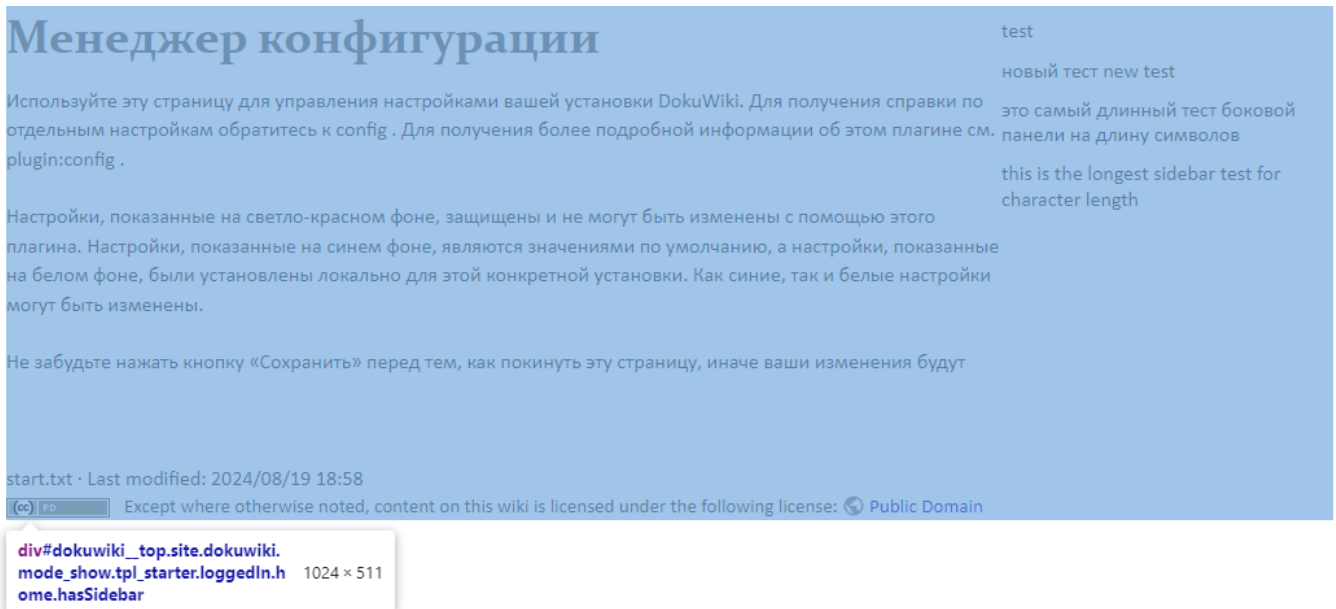 Менеджер конфигурации
Используйте эту страницу для управления настройками вашей установки DokuWiki. Для получения справки по
отдельным настройкам обратитесь к config . Для получения более подробной информации об этом плагине см.
plugin:config .
Настройки, показанные на светло-красном фоне, защищены и не могут быть изменены с помощью этого
плагина. Настройки, показанные на синем фоне, являются значениями по умолчанию, а настройки, показанные
на белом фоне, были установлены локально для этой конкретной установки. Как синие, так и белые настройки
могут быть изменены.
Не забудьте нажать кнопку «Сохранить» перед тем, как покинуть эту страницу, иначе ваши изменения будут
test
новый тест new test
это самый длинный тест боковой
панели на длину символов
this is the longest sidebar test for
character length
start.txt · Last modified: 2024/08/19 18:58
(cc) PD Except where otherwise noted, content on this wiki is licensed under the following license: Public Domain
div#dokuwiki__top.site.dokuwiki.
mode_show.tpl_starter.loggedIn.h 1024 × 511
ome.hasSidebar